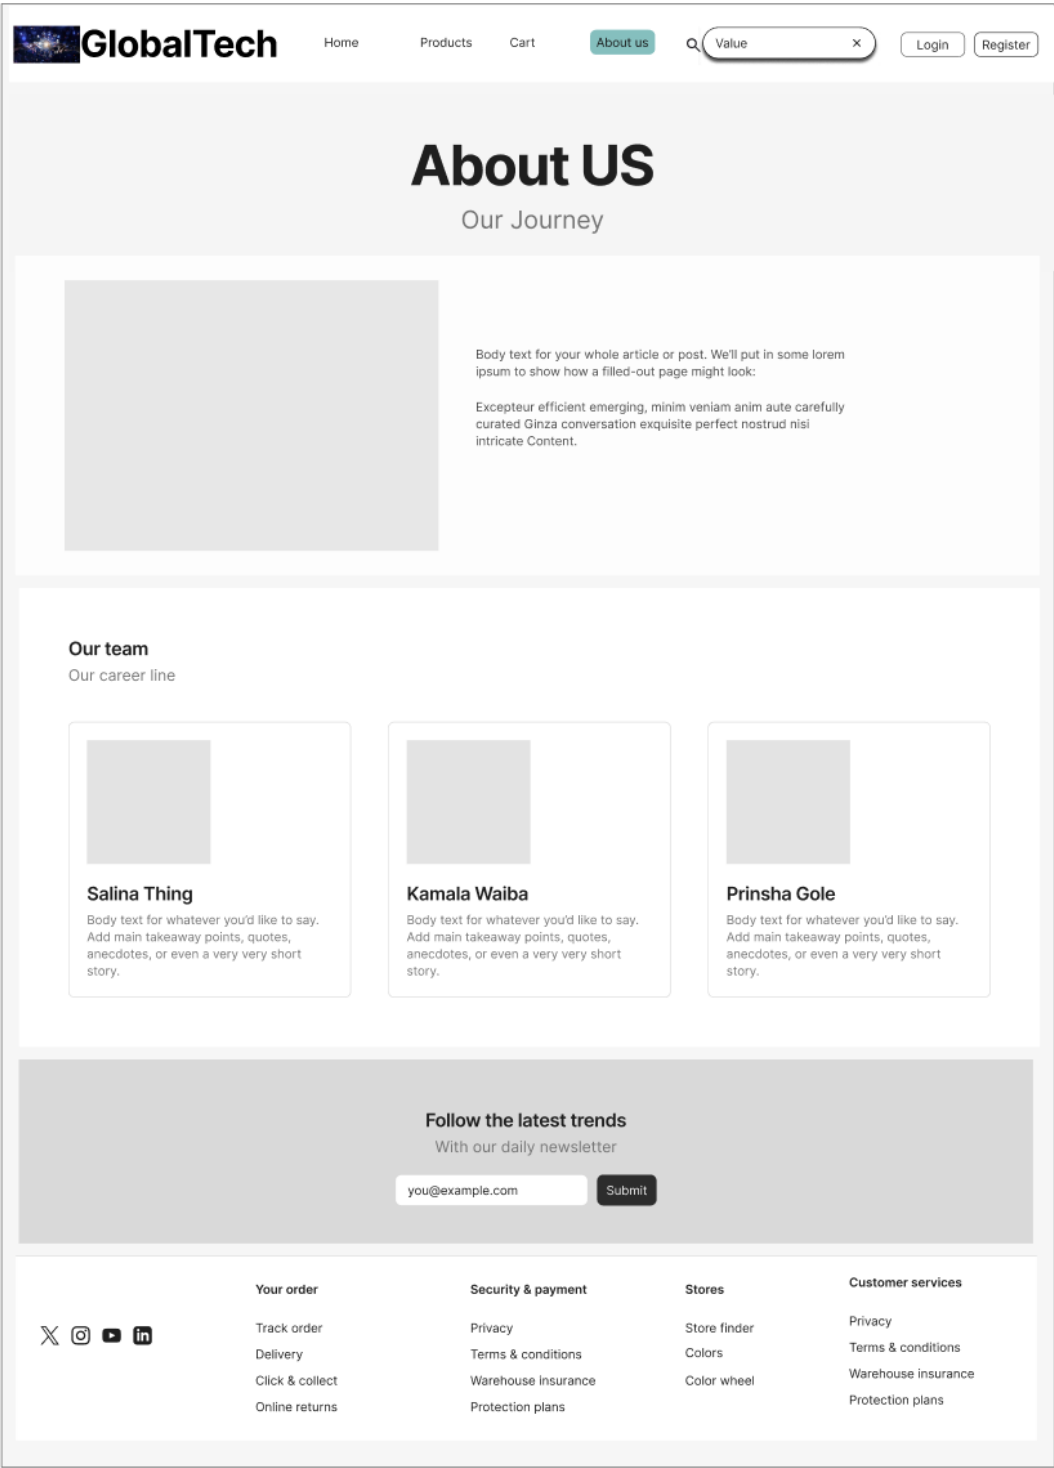 GlobalTech
Home
Products
Cart
About us
Value
Login
Register
About US
Our Journey
Body text for your whole article or post. We'll put in some lorem
ipsum to show how a filled-out page might look:
Excepteur efficient emerging, minim veniam anim aute carefully
curated Ginza conversation exquisite perfect nostrud nisi
intricate Content.
Our team
Our career line
Salina Thing
Body text for whatever you'd like to say.
Add main takeaway points, quotes,
anecdotes, or even a very very short
story.
Kamala Waiba
Body text for whatever you'd like to say.
Add main takeaway points, quotes,
anecdotes, or even a very very short
story.
Prinsha Gole
Body text for whatever you'd like to say.
Add main takeaway points, quotes,
anecdotes, or even a very very short
story.
Follow the latest trends
With our daily newsletter
you@example.com
Submit
Your order
Track order
Delivery
Click & collect
Online returns
Security & payment
Privacy
Terms & conditions
Warehouse insurance
Protection plans
Stores
Store finder
Colors
Color wheel
Customer services
Privacy
Terms & conditions
Warehouse insurance
Protection plans